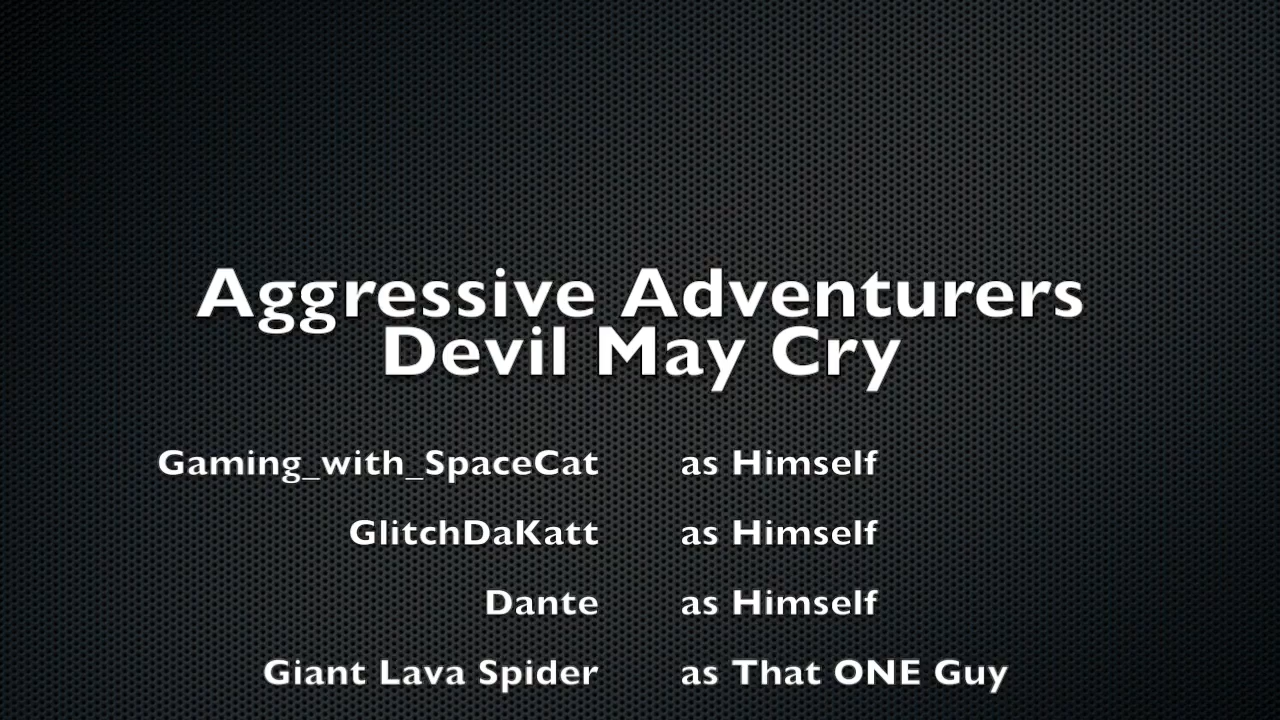 Aggressive Adventurers
Devil May Cry
Gaming_with_SpaceCat as Himself
GlitchDaKatt as Himself
Dante as Himself
Giant Lava Spider as That ONE Guy